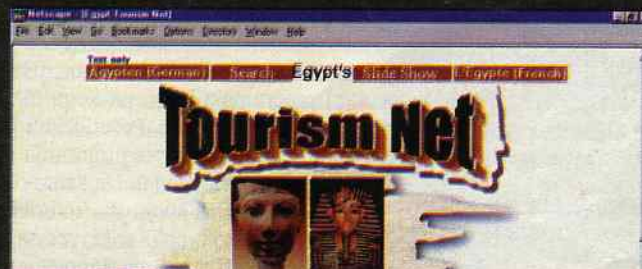 Netscape - [Egypt Tourism Net]
File Edit View Go Bookmarks Options Directory Window Help
Text only
Ägypten (German) Search Egypt's Slide Show L'Egypte (French)
Tourism Net